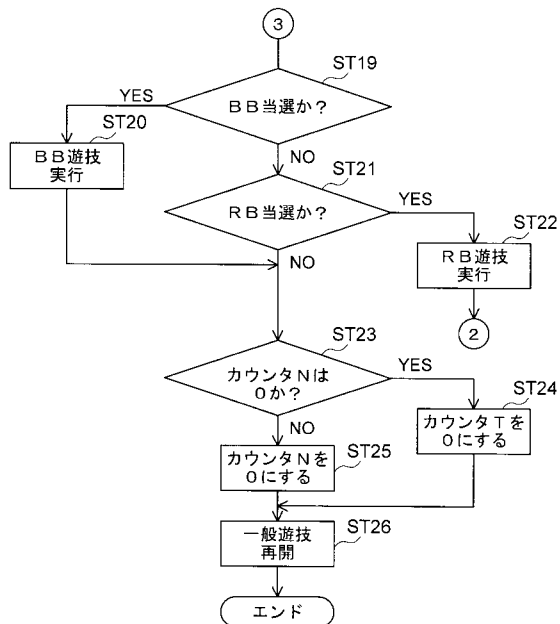 3
ST19
BB当選か?
YES
ST20
BB遊技
実行
NO
ST21
RB当選か?
YES
ST22
RB遊技
実行
NO
2
ST23
カウンタNは
0か?
YES
ST24
カウンタTを
0にする
NO
ST25
カウンタNを
0にする
ST26
一般遊技
再開
エンド